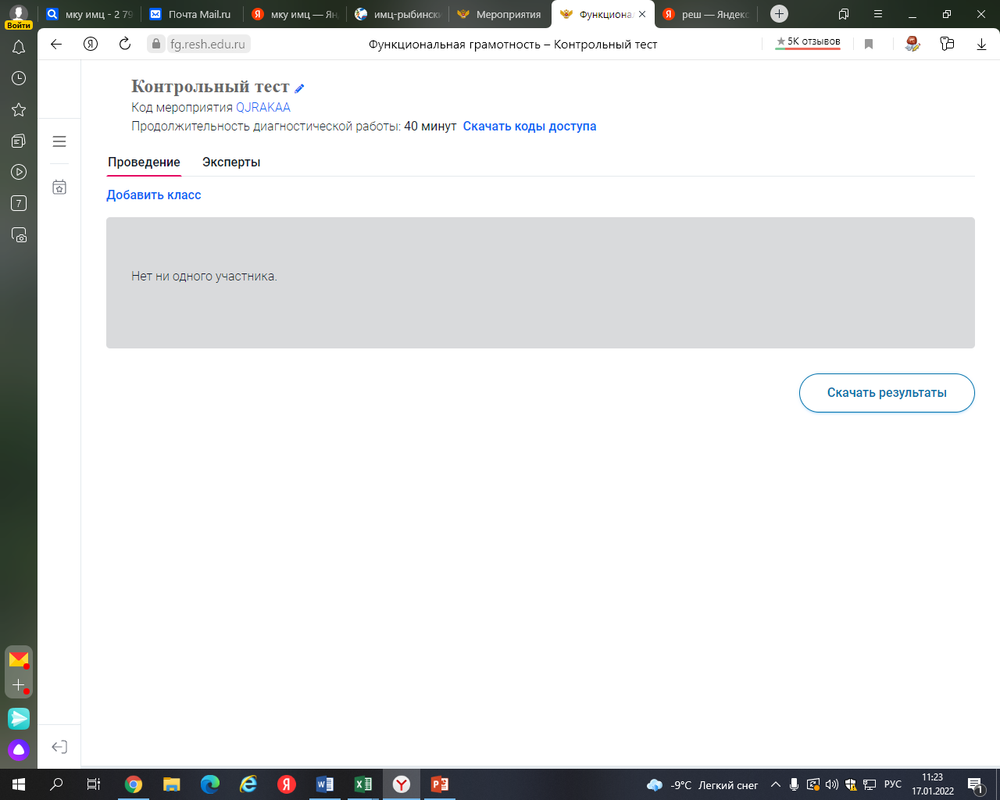 Войти
мку имц - 2 79
Почта Mail.ru
мку имц — Ян
имц-рыбински
Мероприятия
Функциона
реш — Яндекс
fg.resh.edu.ru
Функциональная грамотность – Контрольный тест
5K отзывов
Контрольный тест
Код мероприятия QJRAKAA
Продолжительность диагностической работы: 40 минут Скачать коды доступа
Проведение
Эксперты
Добавить класс
7
Нет ни одного участника.
Скачать результаты
-9°C Легкий снег
РУС
11:23
17.01.2022
1